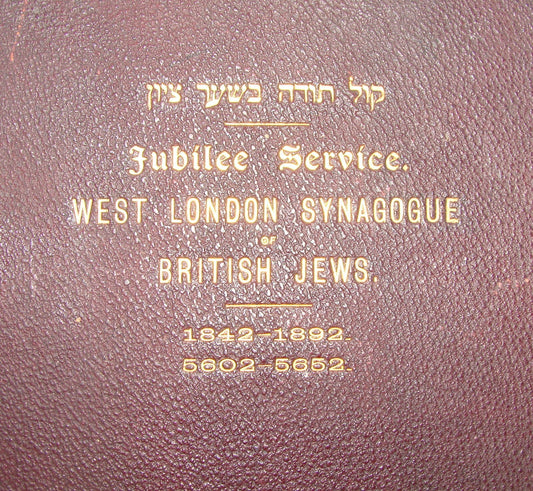 קול תודה בשער ציון
Jubilee Service.
WEST LONDON SYNAGOGUE
OF
BRITISH JEWS.
1842-1892.
5602-5652.